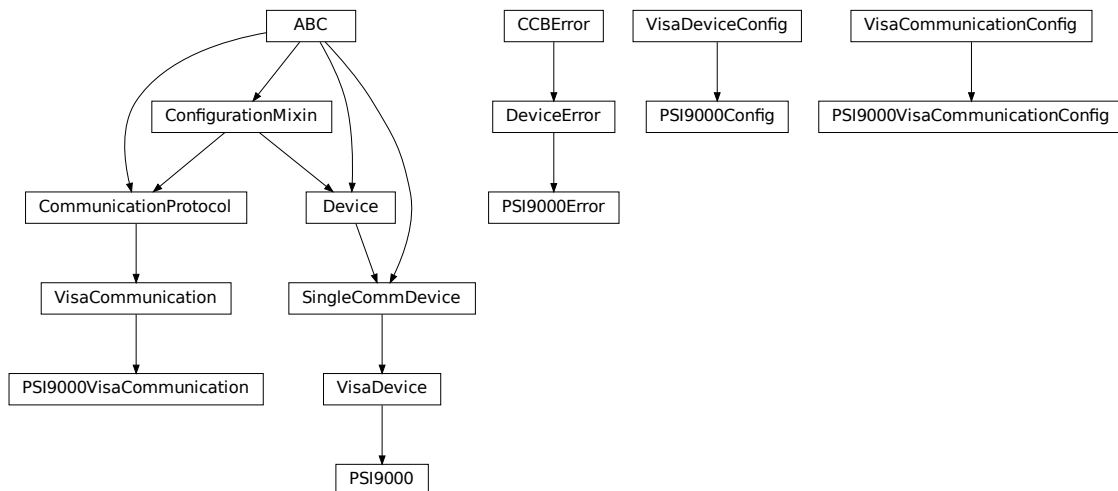 ABC
CCBError
VisaDeviceConfig
VisaCommunicationConfig
ConfigurationMixin
DeviceError
PSI9000Config
PSI9000VisaCommunicationConfig
CommunicationProtocol
Device
PSI9000Error
VisaCommunication
SingleCommDevice
PSI9000VisaCommunication
VisaDevice
PSI9000